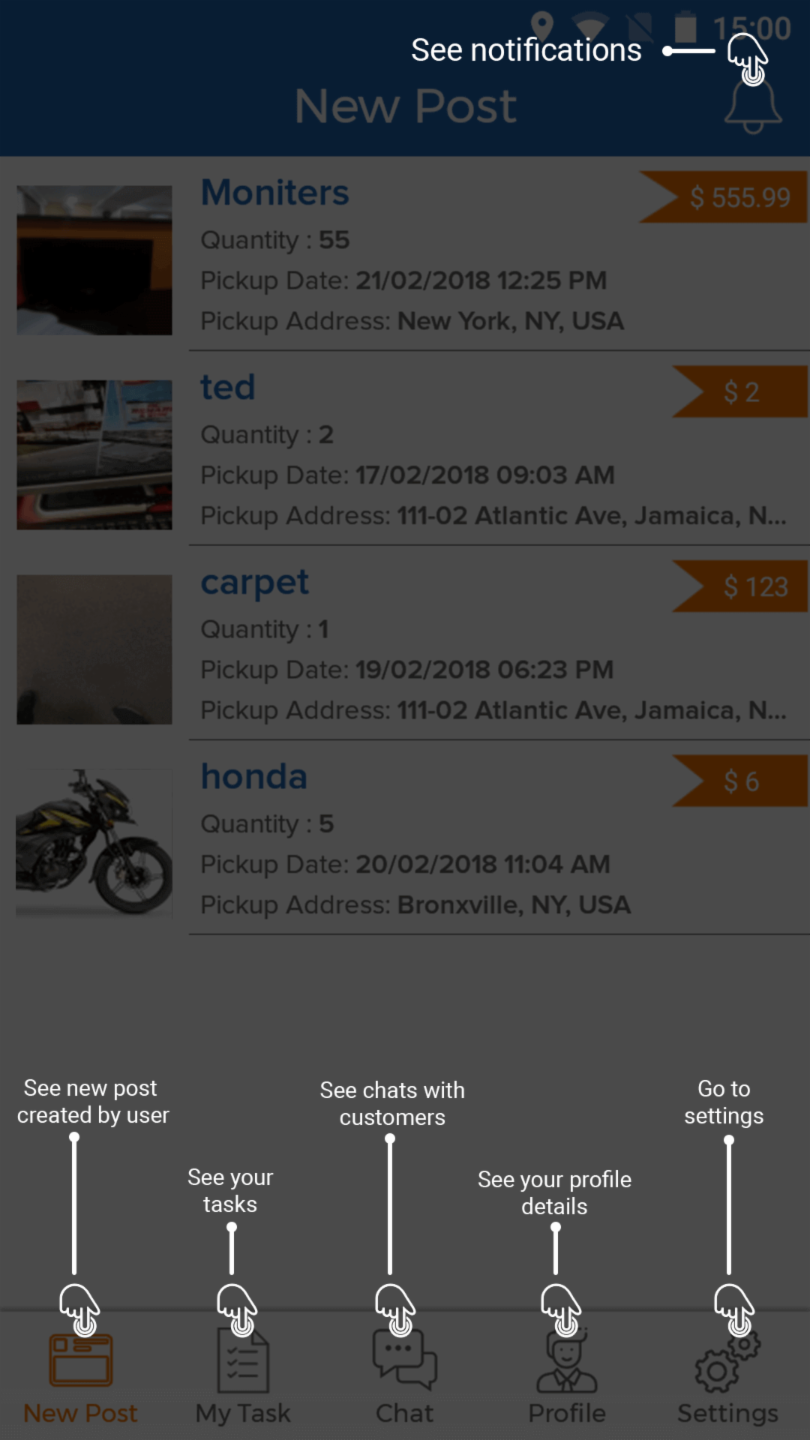 15:00
See notifications
New Post
Moniters
$ 555.99
Quantity : 55
Pickup Date: 21/02/2018 12:25 PM
Pickup Address: New York, NY, USA
ted
$ 2
Quantity : 2
Pickup Date: 17/02/2018 09:03 AM
Pickup Address: 111-02 Atlantic Ave, Jamaica, N...
carpet
$ 123
Quantity : 1
Pickup Date: 19/02/2018 06:23 PM
Pickup Address: 111-02 Atlantic Ave, Jamaica, N...
honda
$ 6
Quantity : 5
Pickup Date: 20/02/2018 11:04 AM
Pickup Address: Bronxville, NY, USA
See new post
created by user
See your
tasks
See chats with
customers
See your profile
details
Go to
settings
New Post
My Task
Chat
Profile
Settings